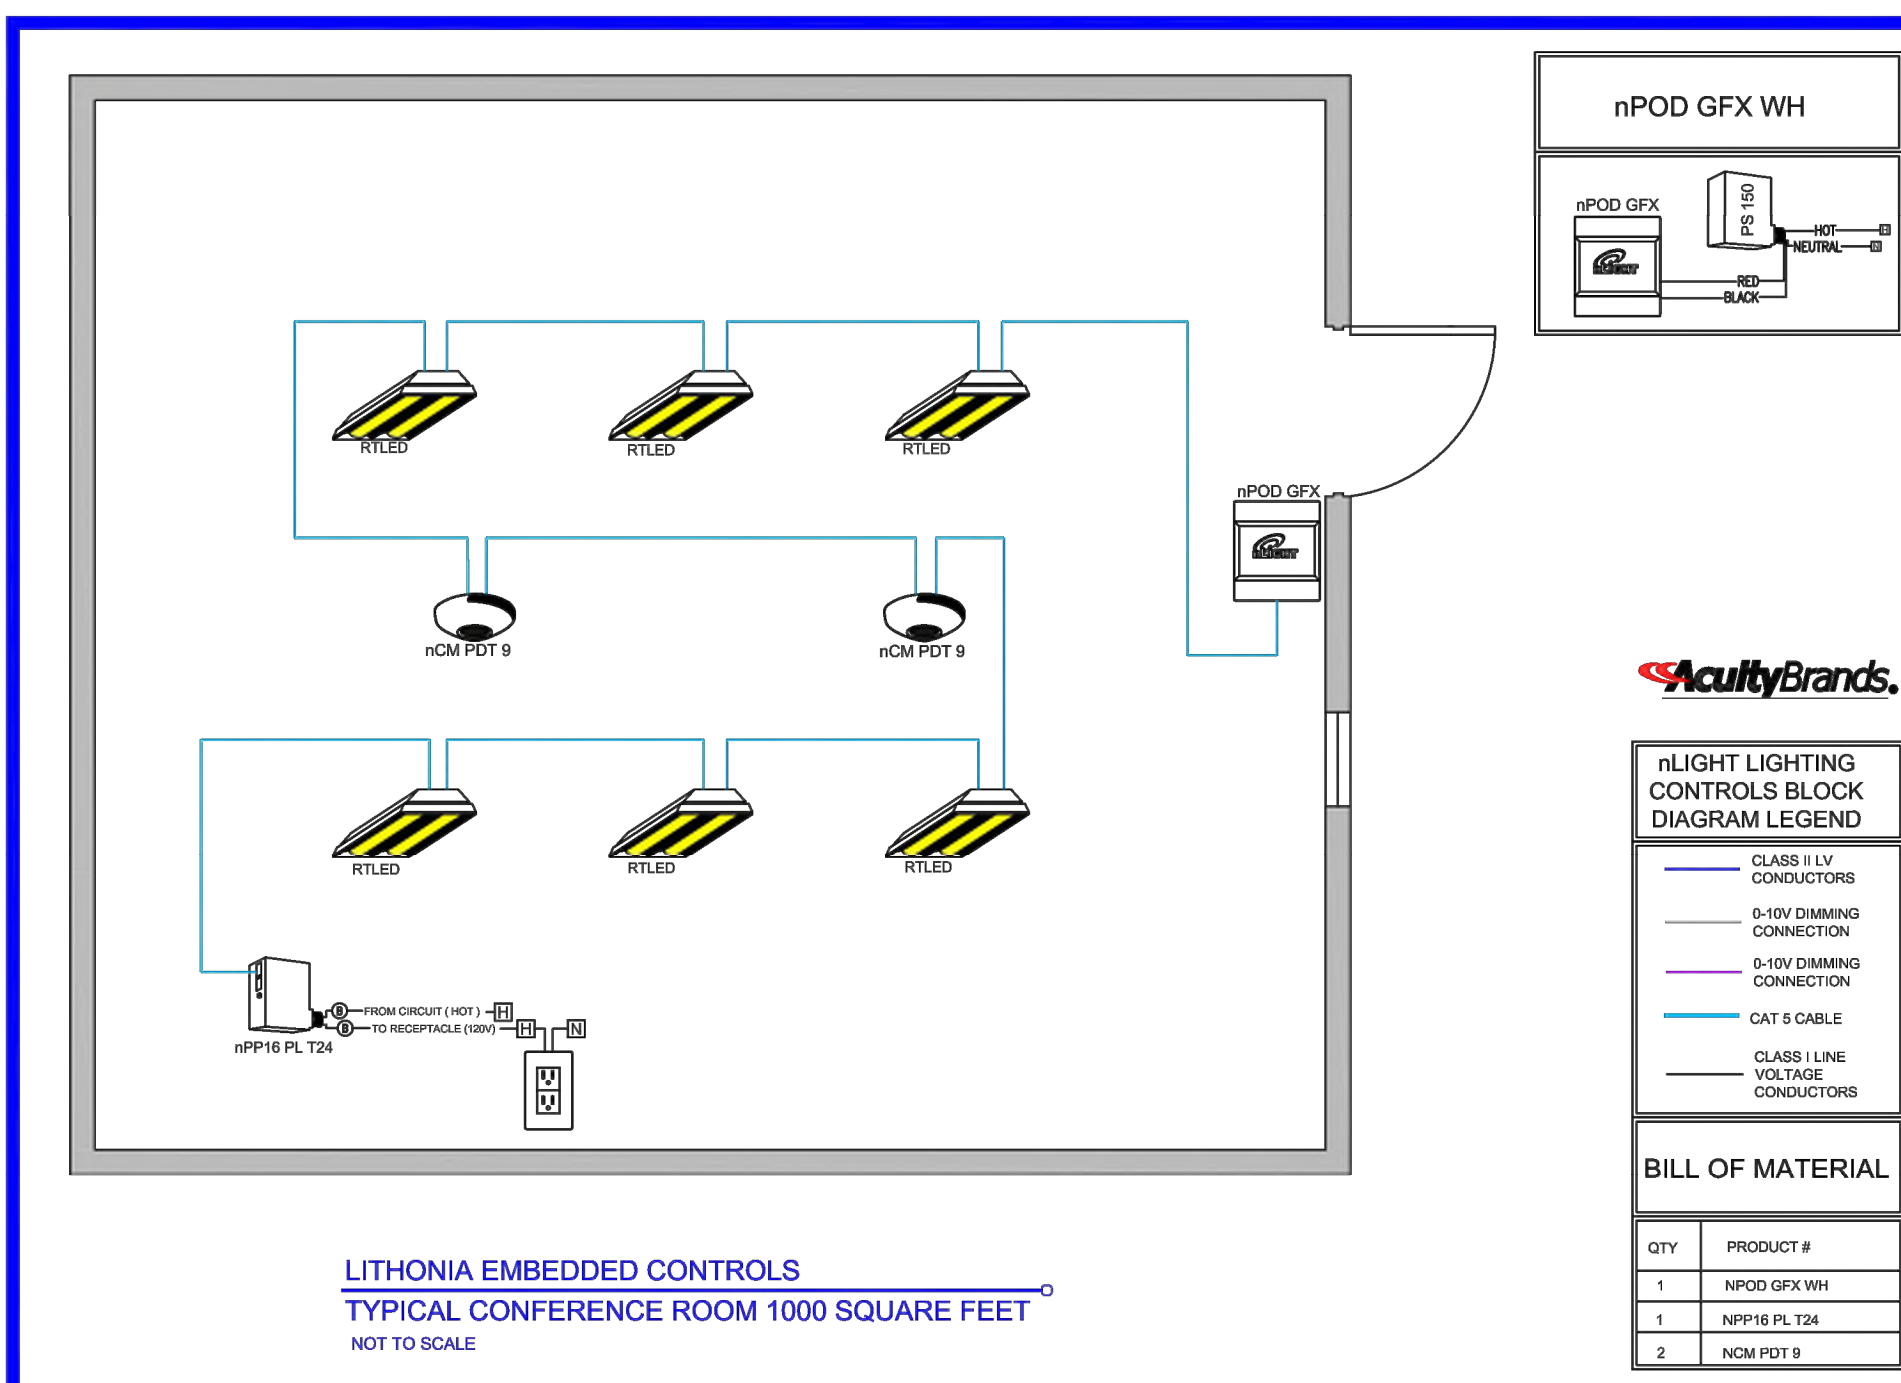 nPOD GFX WH
nPOD GFX
PS 150
HOT
H
NEUTRAL
N
nLIGHT
RED
BLACK
RTLED
RTLED
RTLED
nPOD GFX
nLIGHT
nCM PDT 9
nCM PDT 9
RTLED
RTLED
RTLED
B FROM CIRCUIT ( HOT ) H
B TO RECEPTACLE (120V) H N
nPP16 PL T24
AcuityBrands.
nLIGHT LIGHTING
CONTROLS BLOCK
DIAGRAM LEGEND
CLASS II LV
CONDUCTORS
0-10V DIMMING
CONNECTION
0-10V DIMMING
CONNECTION
CAT 5 CABLE
CLASS I LINE
VOLTAGE
CONDUCTORS
BILL OF MATERIAL
QTY PRODUCT #
1 NPOD GFX WH
1 NPP16 PL T24
2 NCM PDT 9
LITHONIA EMBEDDED CONTROLS
TYPICAL CONFERENCE ROOM 1000 SQUARE FEET
NOT TO SCALE